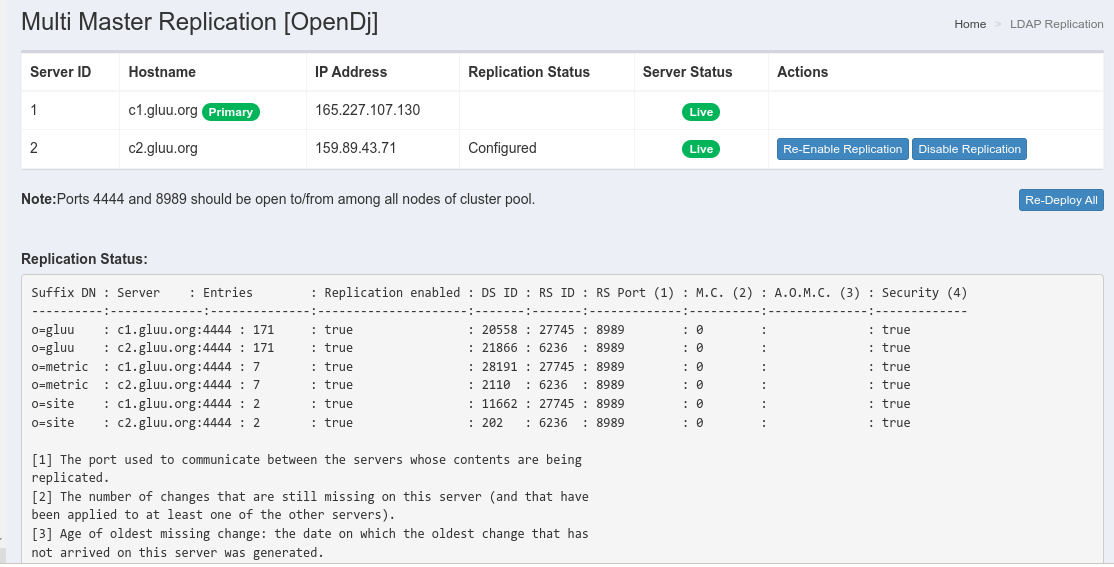 Multi Master Replication [OpenDj]
Home > LDAP Replication
Server ID Hostname IP Address Replication Status Server Status Actions
1 c1.gluu.org Primary 165.227.107.130 Live
2 c2.gluu.org 159.89.43.71 Configured Live Re-Enable Replication Disable Replication
Note:Ports 4444 and 8989 should be open to/from among all nodes of cluster pool. Re-Deploy All
Replication Status:
Suffix DN : Server    : Entries        : Replication enabled : DS ID : RS ID : RS Port (1) : M.C. (2) : A.O.M.C. (3) : Security (4)
----------:-------------:--------------:---------------------:-------:-------:-------------:----------:--------------:-------------
o=gluu    : c1.gluu.org:4444 : 171     : true                : 20558 : 27745 : 8989        : 0        :              : true
o=gluu    : c2.gluu.org:4444 : 171     : true                : 21866 : 6236  : 8989        : 0        :              : true
o=metric  : c1.gluu.org:4444 : 7       : true                : 28191 : 27745 : 8989        : 0        :              : true
o=metric  : c2.gluu.org:4444 : 7       : true                : 2110  : 6236  : 8989        : 0        :              : true
o=site    : c1.gluu.org:4444 : 2       : true                : 11662 : 27745 : 8989        : 0        :              : true
o=site    : c2.gluu.org:4444 : 2       : true                : 202   : 6236  : 8989        : 0        :              : true
[1] The port used to communicate between the servers whose contents are being
replicated.
[2] The number of changes that are still missing on this server (and that have
been applied to at least one of the other servers).
[3] Age of oldest missing change: the date on which the oldest change that has
not arrived on this server was generated.